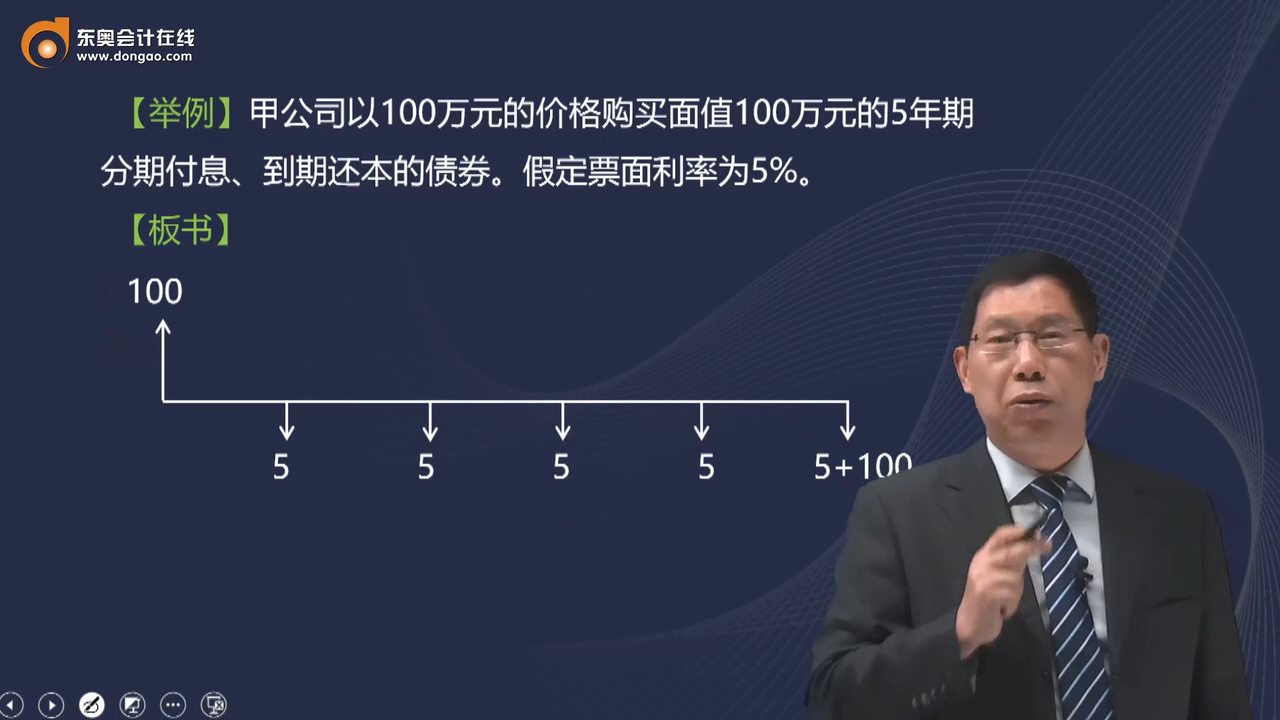 东奥会计在线
www.dongao.com
【举例】甲公司以100万元的价格购买面值100万元的5年期
分期付息、到期还本的债券。假定票面利率为5%。
【板书】
100
5 5 5 5 5+100